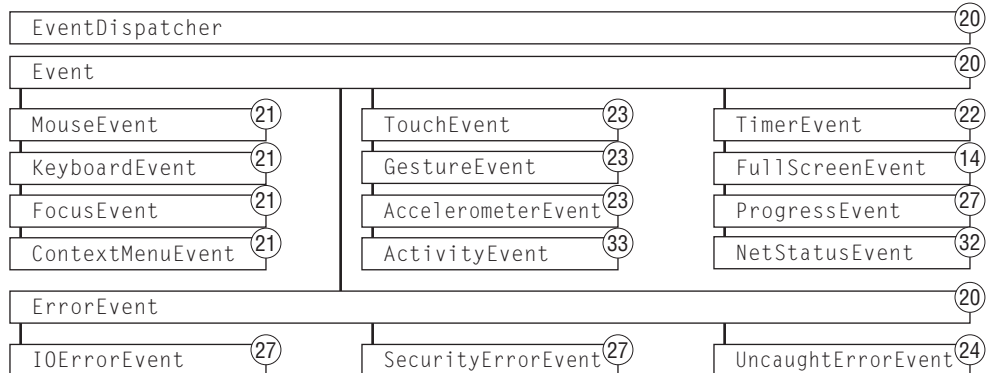 EventDispatcher 20
Event 20
MouseEvent 21 TouchEvent 23 TimerEvent 22
KeyboardEvent 21 GestureEvent 23 FullScreenEvent 14
FocusEvent 21 AccelerometerEvent 23 ProgressEvent 27
ContextMenuEvent 21 ActivityEvent 33 NetStatusEvent 32
ErrorEvent 20
IOErrorEvent 27 SecurityErrorEvent 27 UncaughtErrorEvent 24